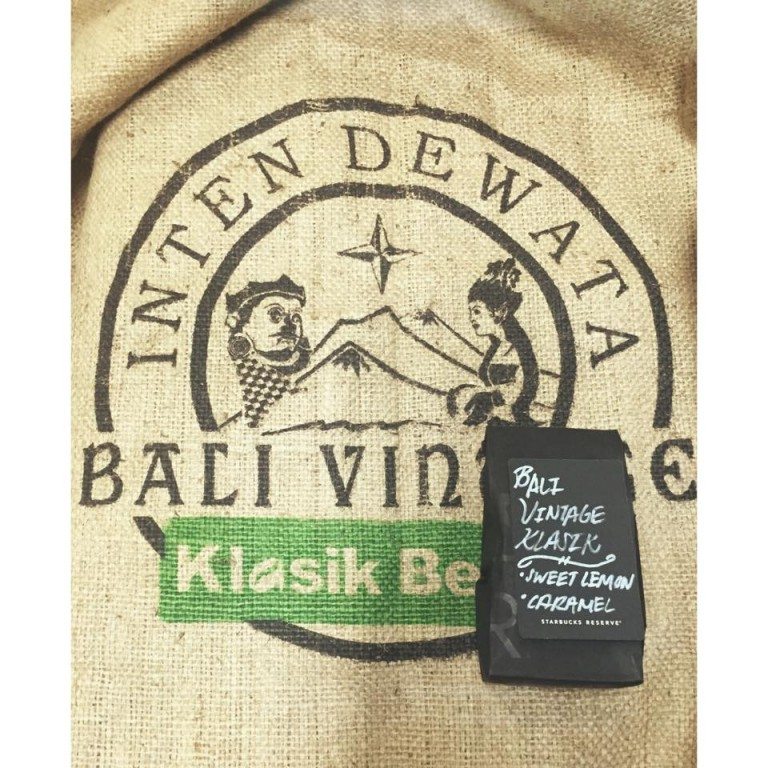 INTEN DEWATA
BALI VIN E
Klasik Be
BALI
VINTAGE
KLASIK
• SWEET LEMON
• CARAMEL
R
STARBUCKS RESERVE®